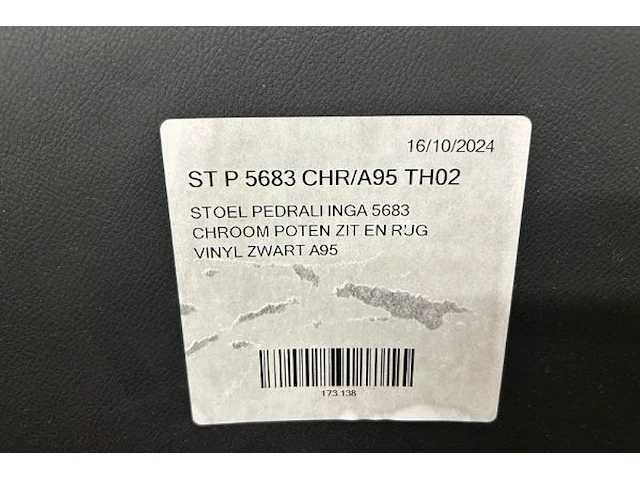 16/10/2024
ST P 5683 CHR/A95 TH02
STOEL PEDRALI INGA 5683
CHROOM POTEN ZIT EN RUG
VINYL ZWART A95
173.138